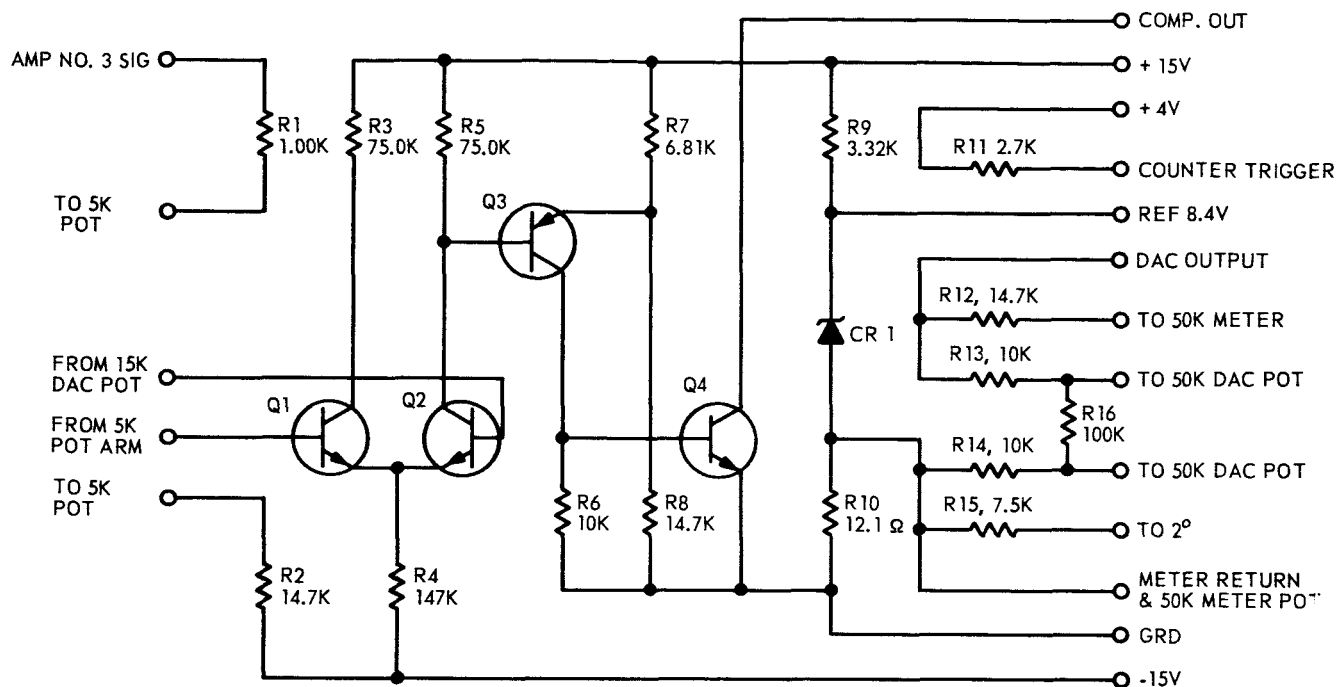 COMP. OUT
AMP NO. 3 SIG
+ 15V
+ 4V
R1
1.00K
R3
75.0K
R5
75.0K
R7
6.81K
R9
3.32K
R11 2.7K
COUNTER TRIGGER
TO 5K
POT
Q3
REF 8.4V
DAC OUTPUT
R12, 14.7K
TO 50K METER
CR 1
R13, 10K
FROM 15K
DAC POT
TO 50K DAC POT
Q1
Q2
Q4
R16
100K
FROM 5K
POT ARM
R14, 10K
TO 50K DAC POT
TO 5K
POT
R6
10K
R8
14.7K
R10
12.1 Ω
R15, 7.5K
TO 2º
R2
14.7K
R4
147K
METER RETURN
& 50K METER POT
GRD
-15V